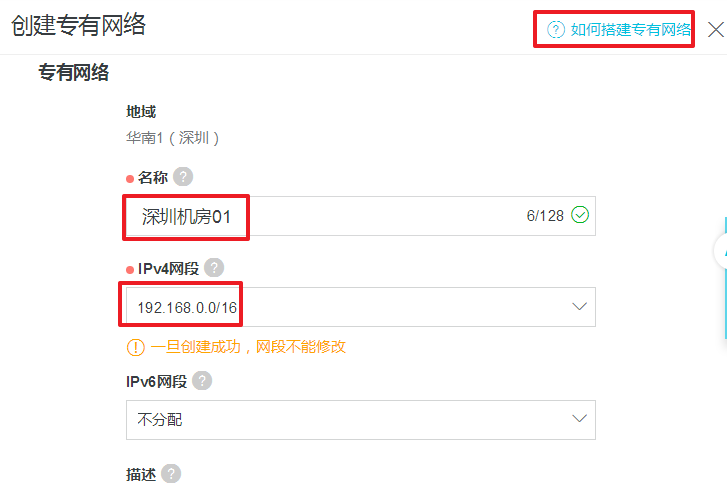 创建专有网络
如何搭建专有网络
专有网络
地域
华南1（深圳）
名称
深圳机房01
6/128
IPv4网段
192.168.0.0/16
一旦创建成功，网段不能修改
IPv6网段
不分配
描述